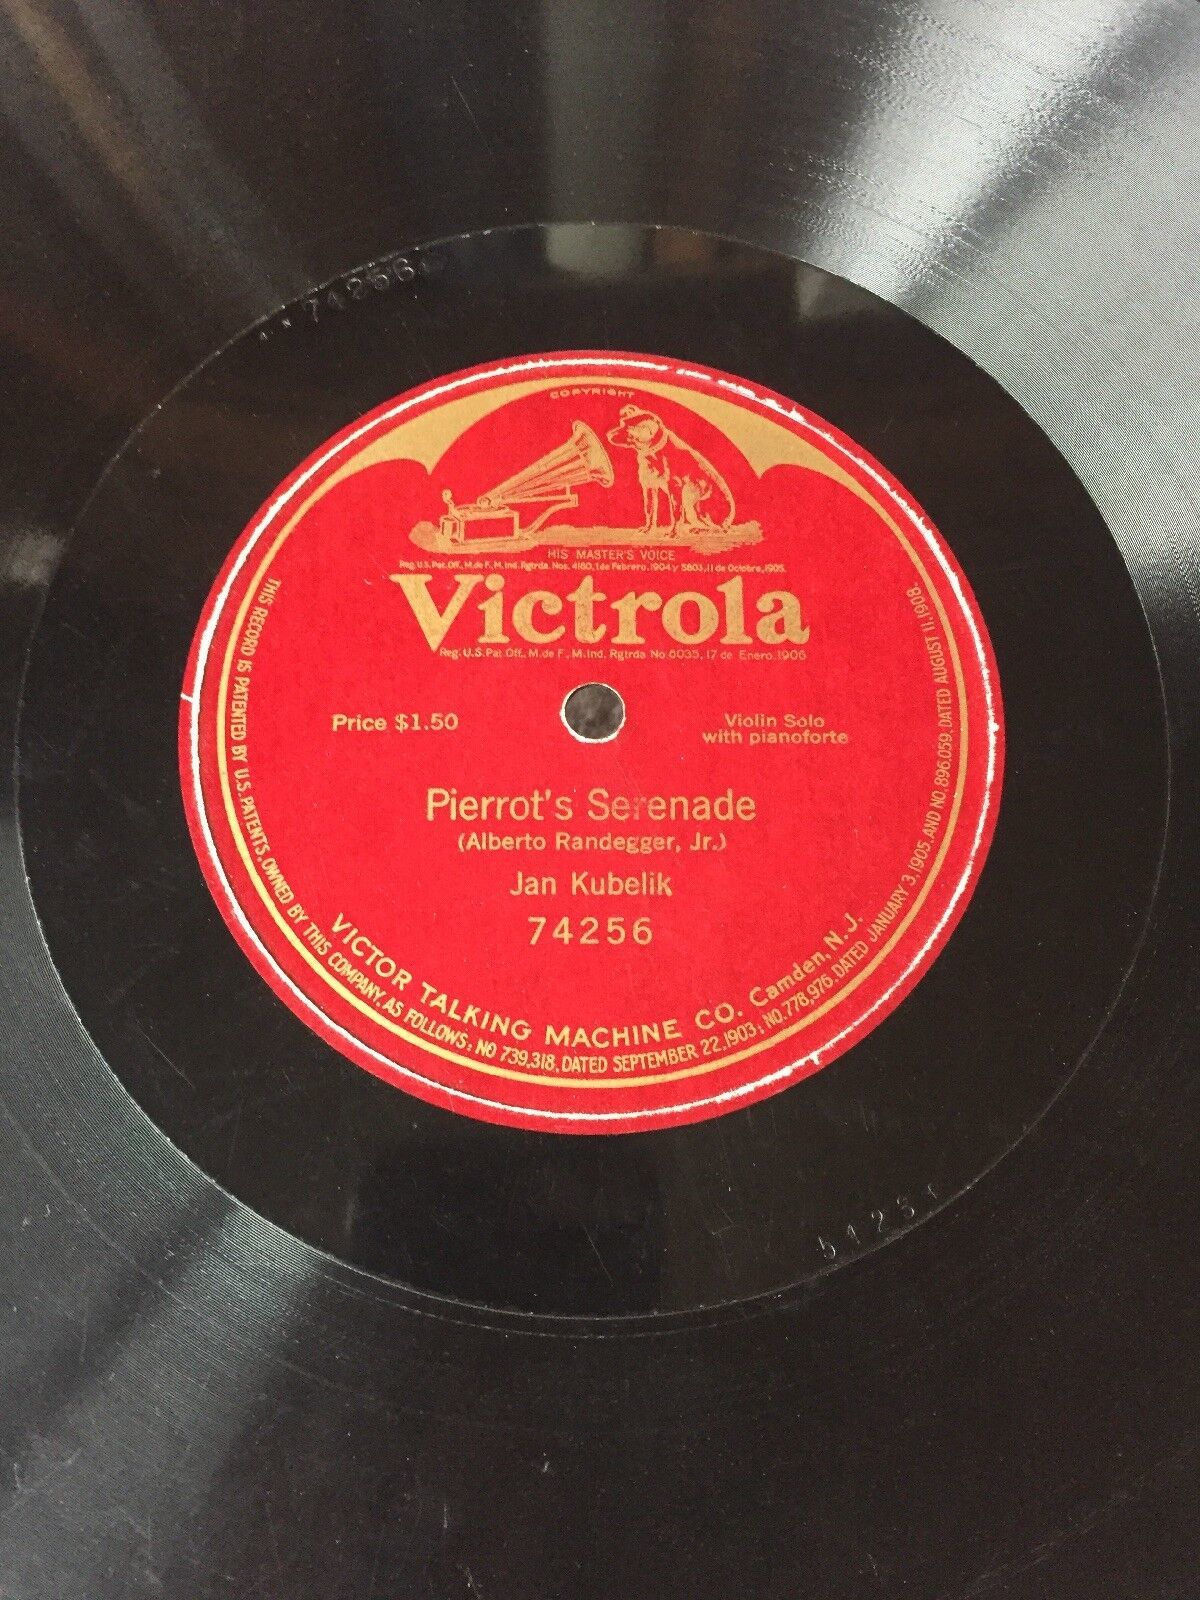 74256
COPYRIGHT
HIS MASTER'S VOICE
Reg. U.S. Pat. Off., M. de F., M. Ind. Rgtrda. Nos. 4180, 1 de Febrero, 1904 y 5803, 11 de Octobre, 1905.
Victrola
Reg. U.S. Pat. Off., M. de F., M. Ind. Rgtrda No. 6035, 17 de Enero. 1906
Price $1.50
Violin Solo
with pianoforte
Pierrot's Serenade
(Alberto Randegger, Jr.)
Jan Kubelik
74256
VICTOR TALKING MACHINE CO. Camden, N. J.
THIS RECORD IS PATENTED BY U.S. PATENTS, OWNED BY THIS COMPANY, AS FOLLOWS: NO 739,318, DATED SEPTEMBER 22, 1903; NO. 778,976, DATED JANUARY 3, 1905, AND NO. 896,059, DATED AUGUST 11, 1908.